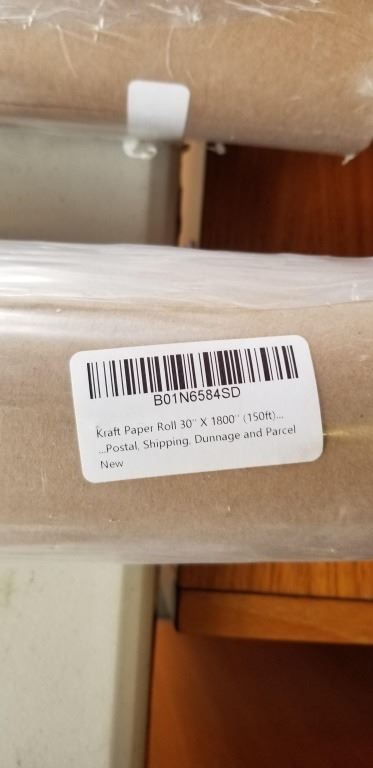 B01N6584SD
Kraft Paper Roll 30'' X 1800'' (150ft)...
...Postal, Shipping, Dunnage and Parcel
New